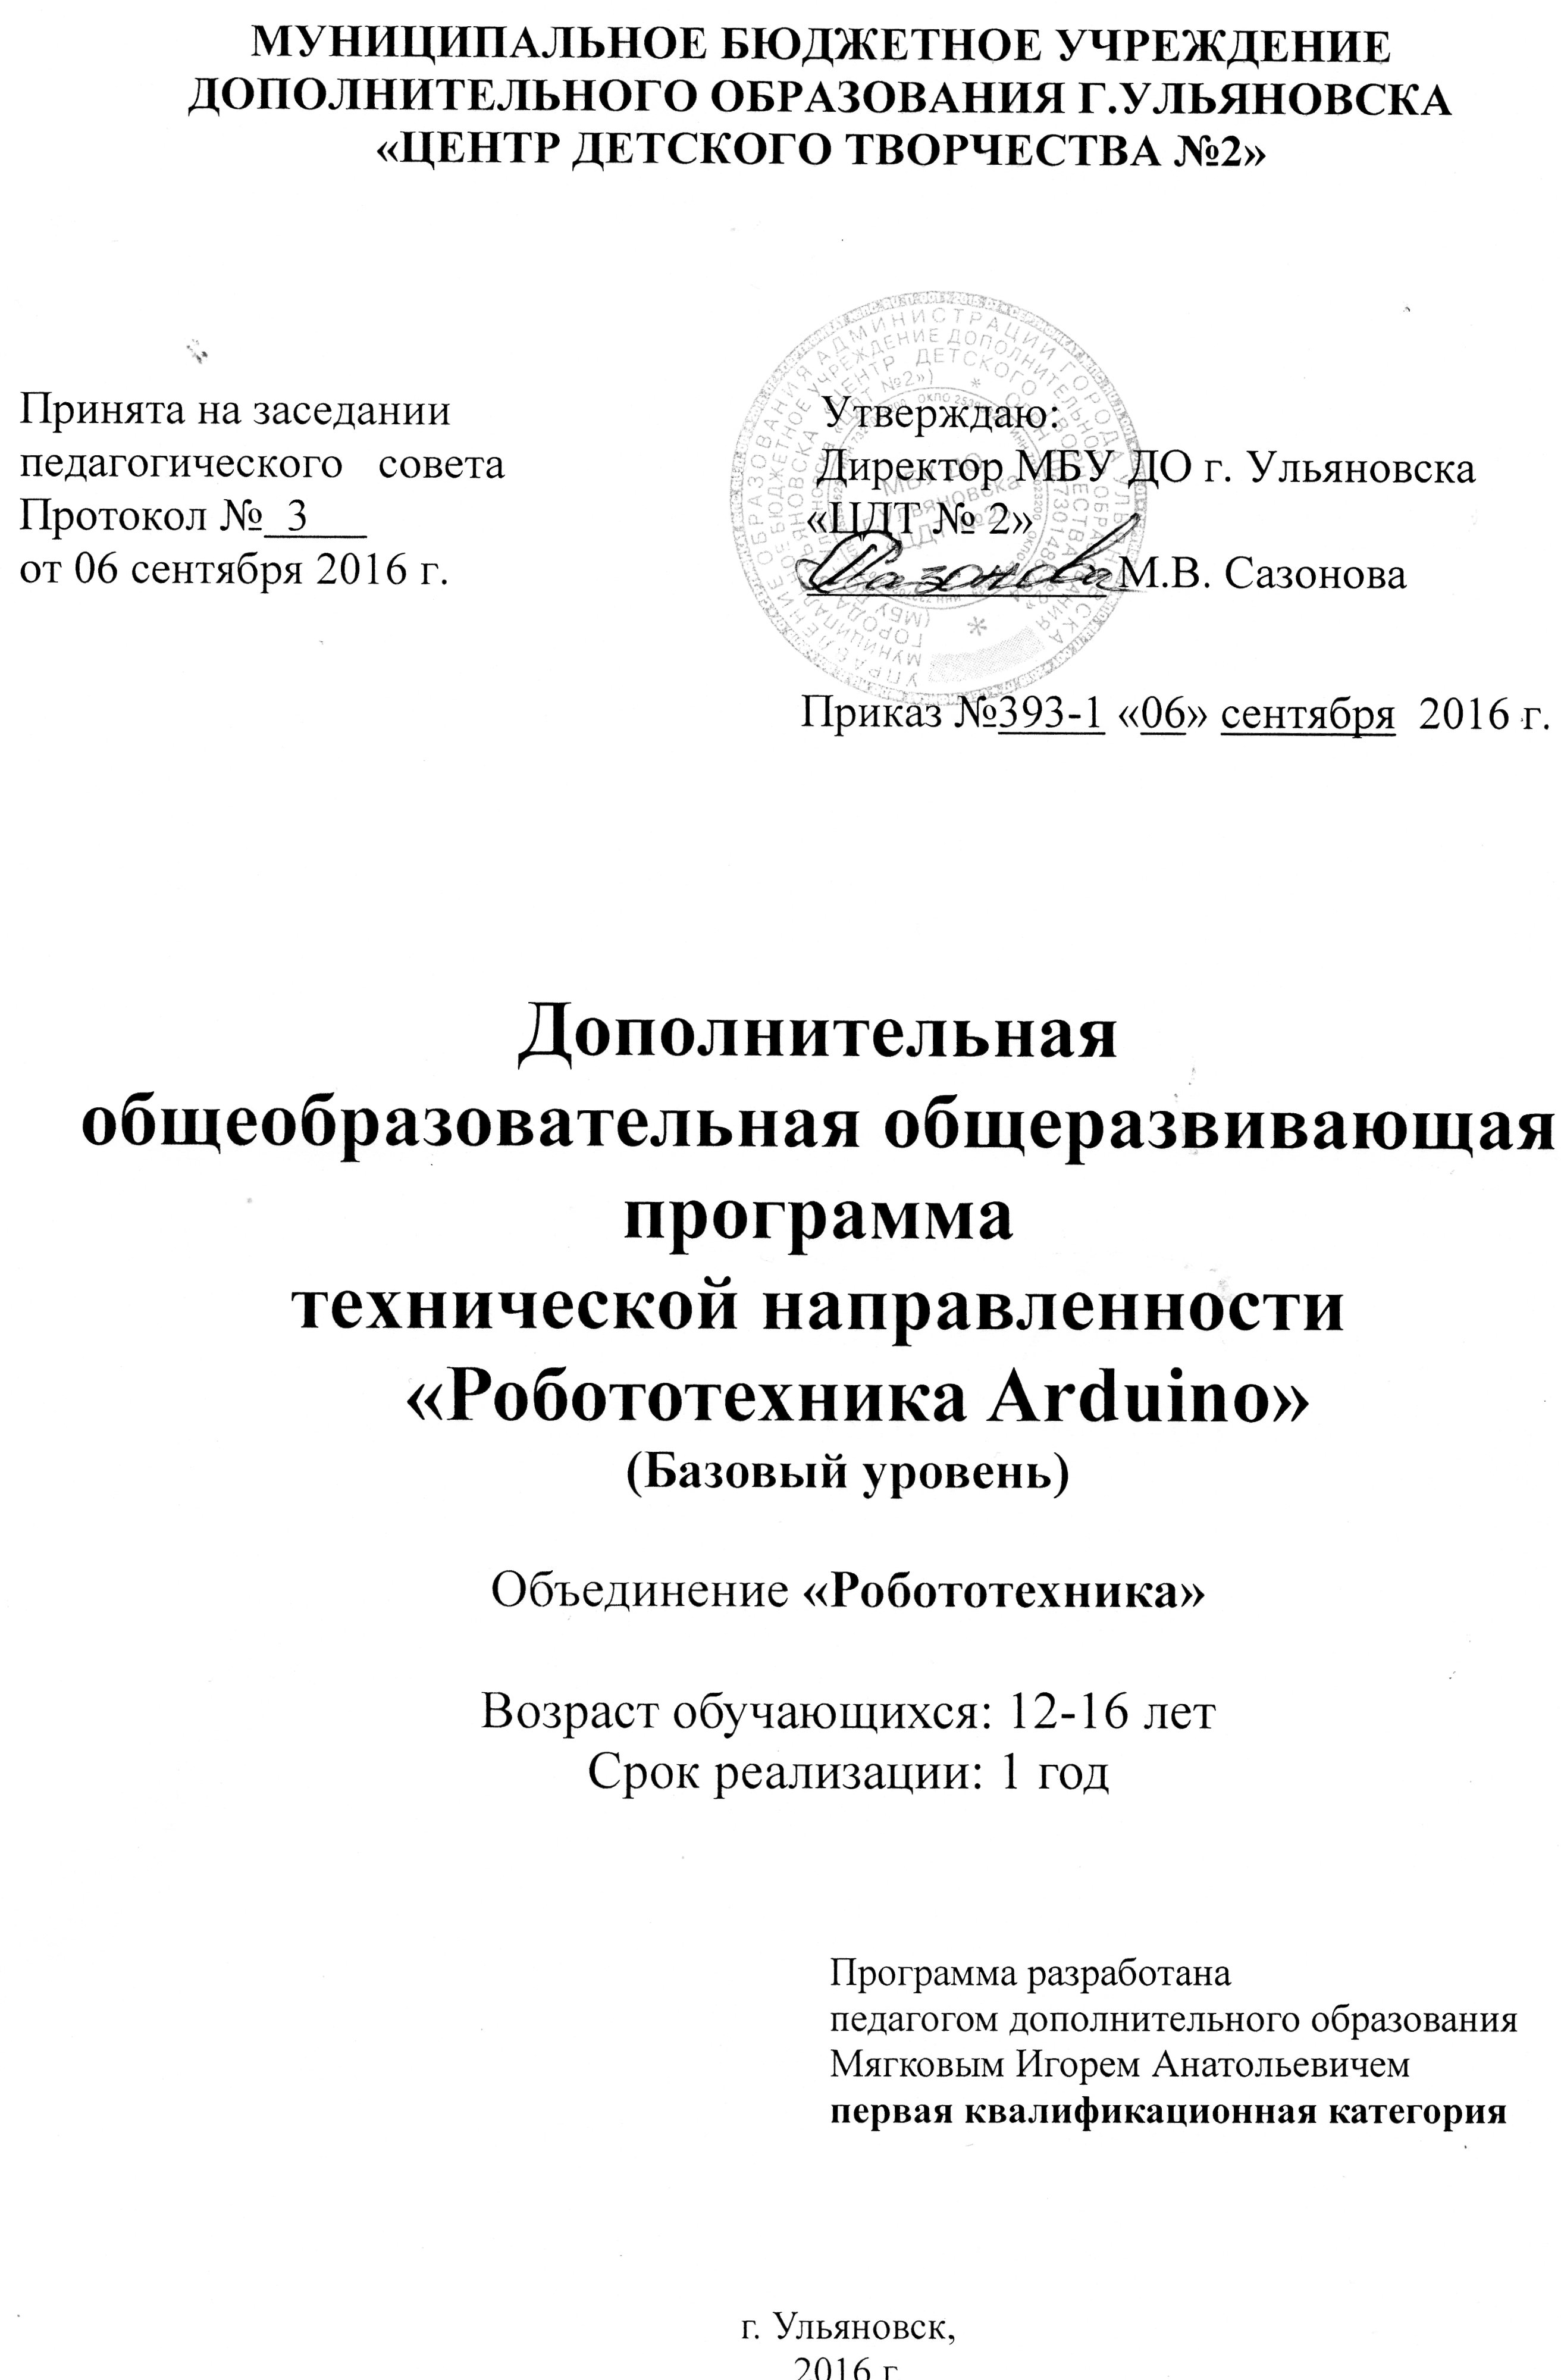 МУНИЦИПАЛЬНОЕ БЮДЖЕТНОЕ УЧРЕЖДЕНИЕ
ДОПОЛНИТЕЛЬНОГО ОБРАЗОВАНИЯ Г.УЛЬЯНОВСКА
«ЦЕНТР ДЕТСКОГО ТВОРЧЕСТВА №2»
Принята на заседании
педагогического совета
Протокол № 3
от 06 сентября 2016 г.
Утверждаю:
Директор МБУ ДО г. Ульяновска
«ЦДТ № 2»
Сазонова М.В. Сазонова
Приказ №393-1 «06» сентября 2016 г.
Дополнительная
общеобразовательная общеразвивающая
программа
технической направленности
«Робототехника Arduino»
(Базовый уровень)
Объединение «Робототехника»
Возраст обучающихся: 12-16 лет
Срок реализации: 1 год
Программа разработана
педагогом дополнительного образования
Мягковым Игорем Анатольевичем
первая квалификационная категория
г. Ульяновск,
2016 г